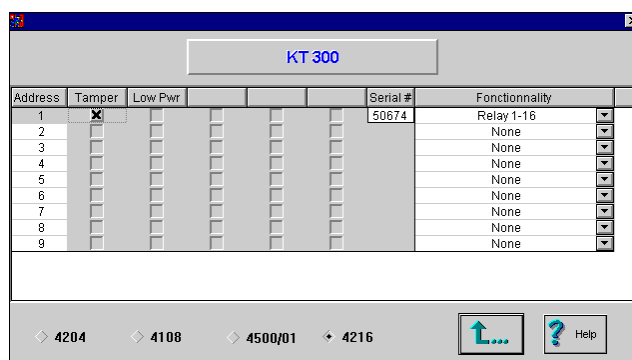 KT 300
Address Tamper Low Pwr Serial # Fonctionnality
1 50674 Relay 1-16
2 None
3 None
4 None
5 None
6 None
7 None
8 None
9 None
4204 4108 4500/01 4216 ... Help